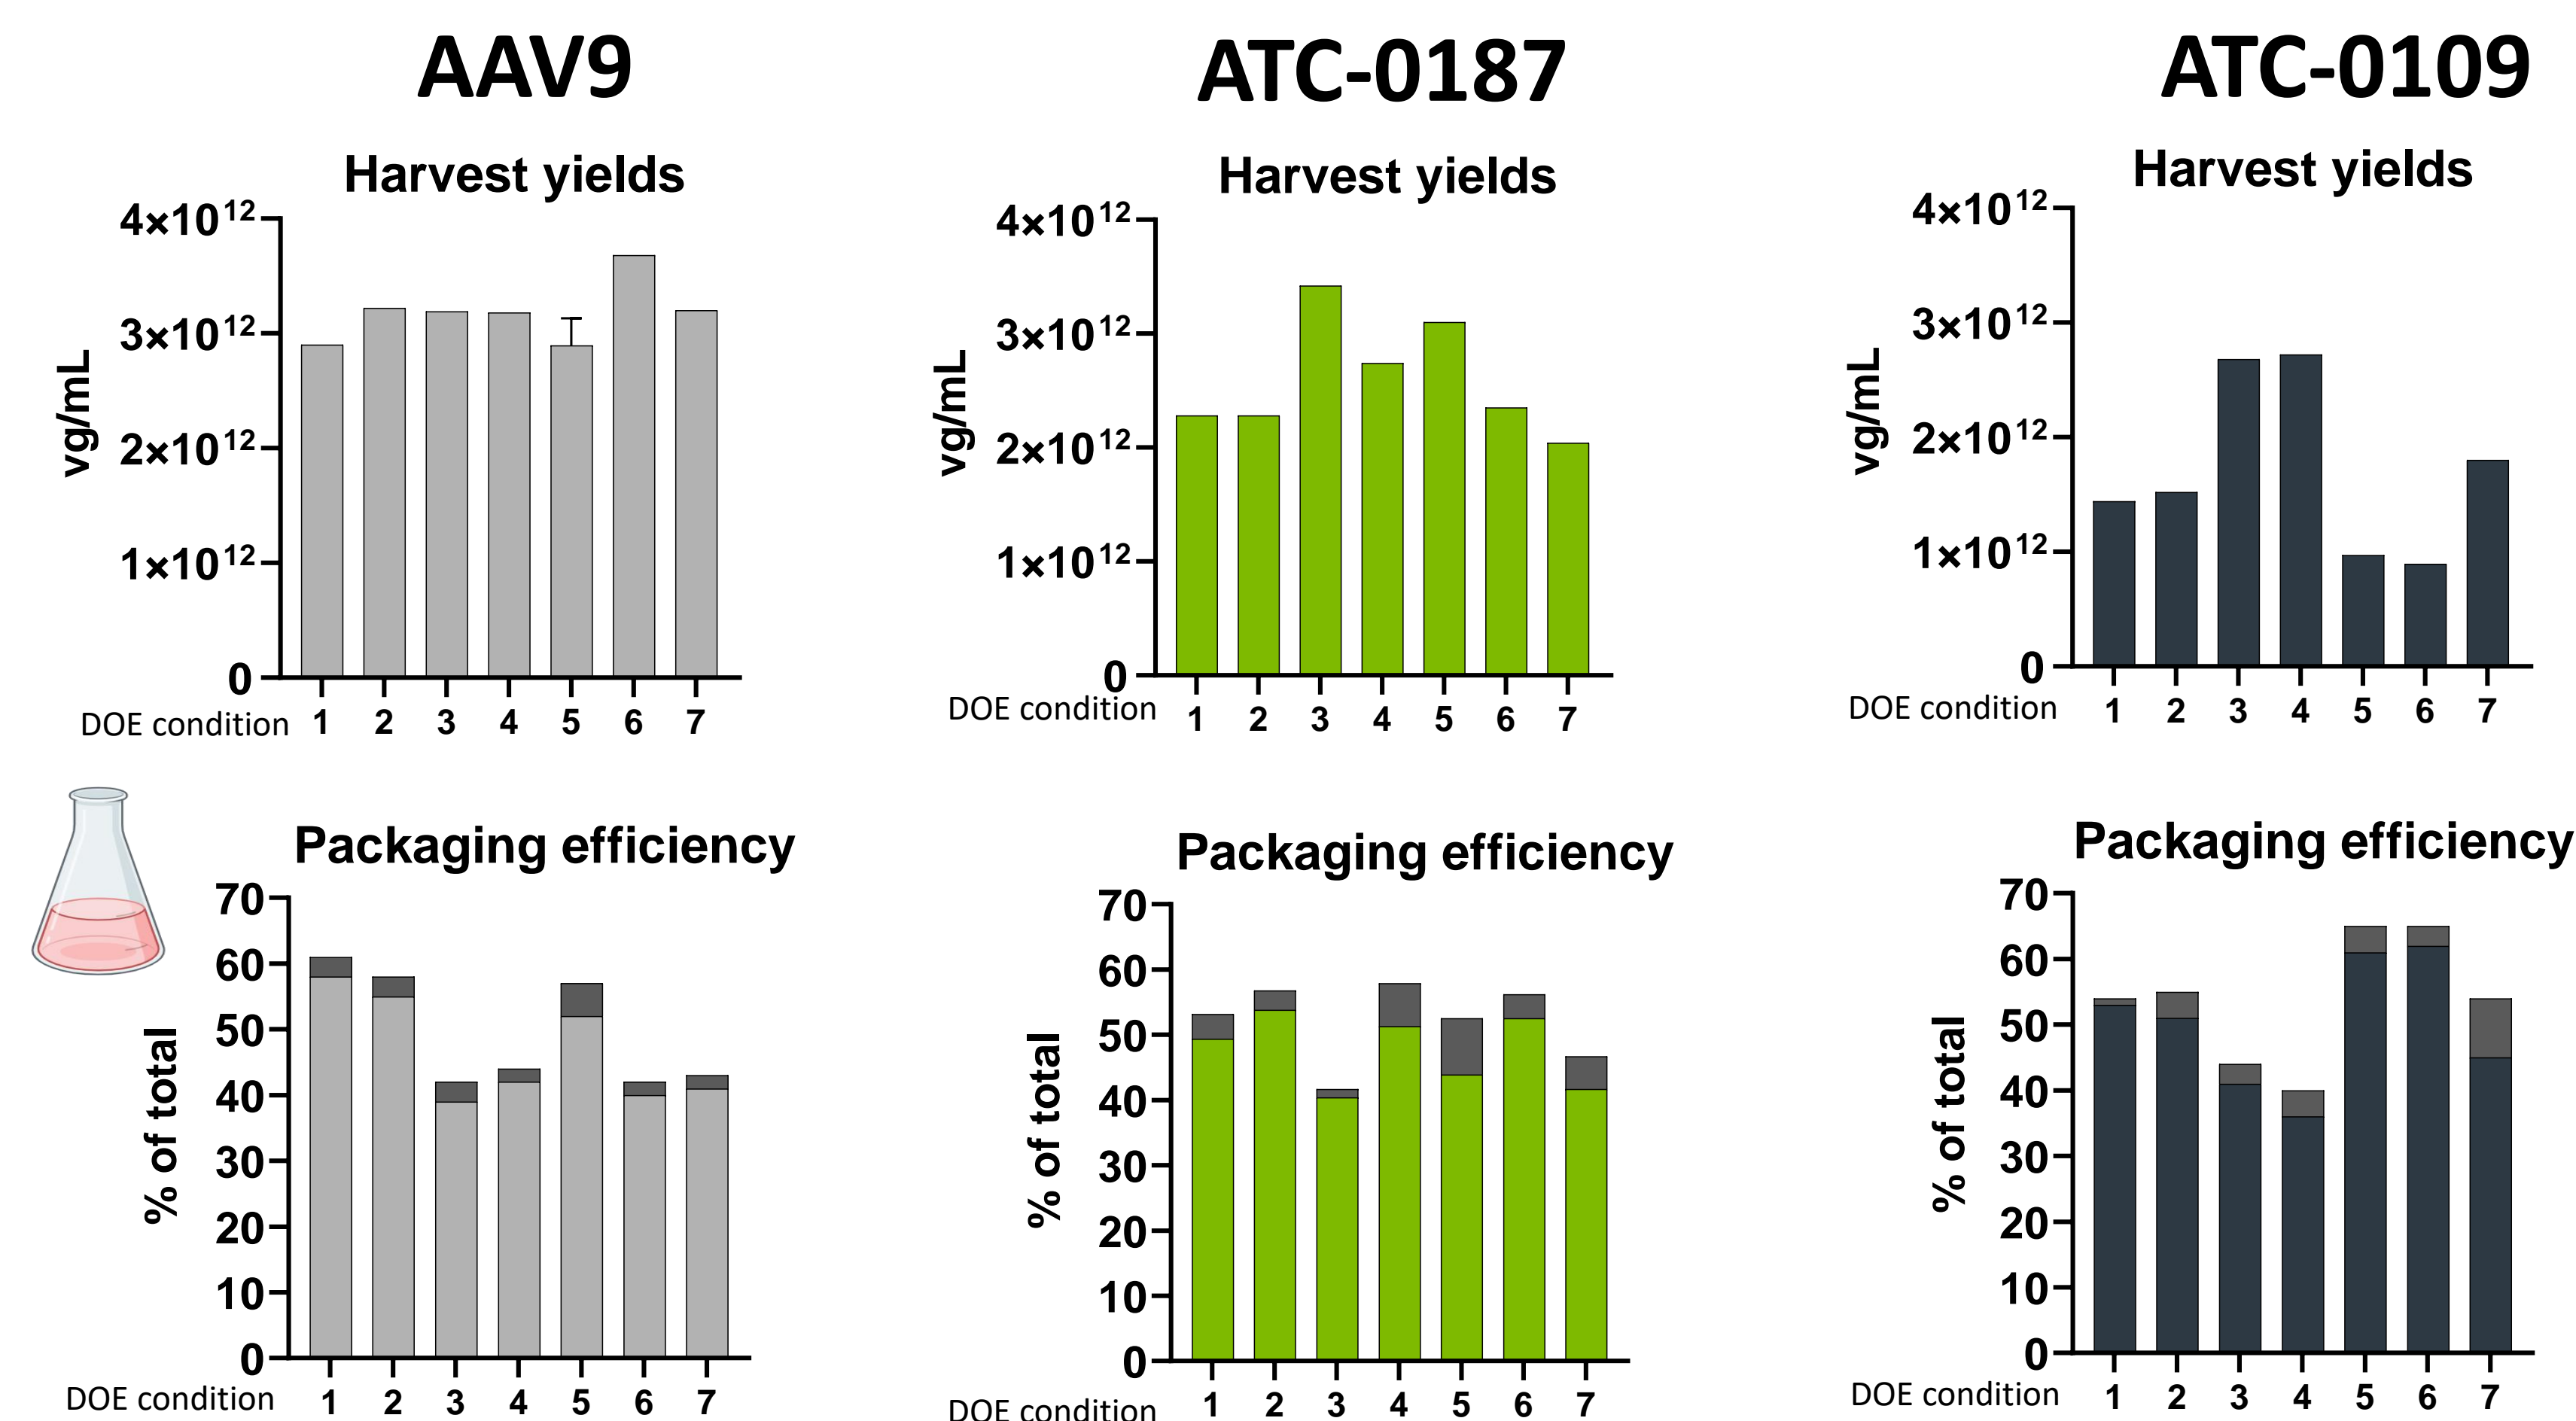 AAV9
Harvest yields
vg/mL
4×10¹²
3×10¹²
2×10¹²
1×10¹²
0
DOE condition 1 2 3 4 5 6 7
Packaging efficiency
% of total
70
60
50
40
30
20
10
0
DOE condition 1 2 3 4 5 6 7
ATC-0187
Harvest yields
vg/mL
4×10¹²
3×10¹²
2×10¹²
1×10¹²
0
DOE condition 1 2 3 4 5 6 7
Packaging efficiency
% of total
70
60
50
40
30
20
10
0
DOE condition 1 2 3 4 5 6 7
ATC-0109
Harvest yields
vg/mL
4×10¹²
3×10¹²
2×10¹²
1×10¹²
0
DOE condition 1 2 3 4 5 6 7
Packaging efficiency
% of total
70
60
50
40
30
20
10
0
DOE condition 1 2 3 4 5 6 7